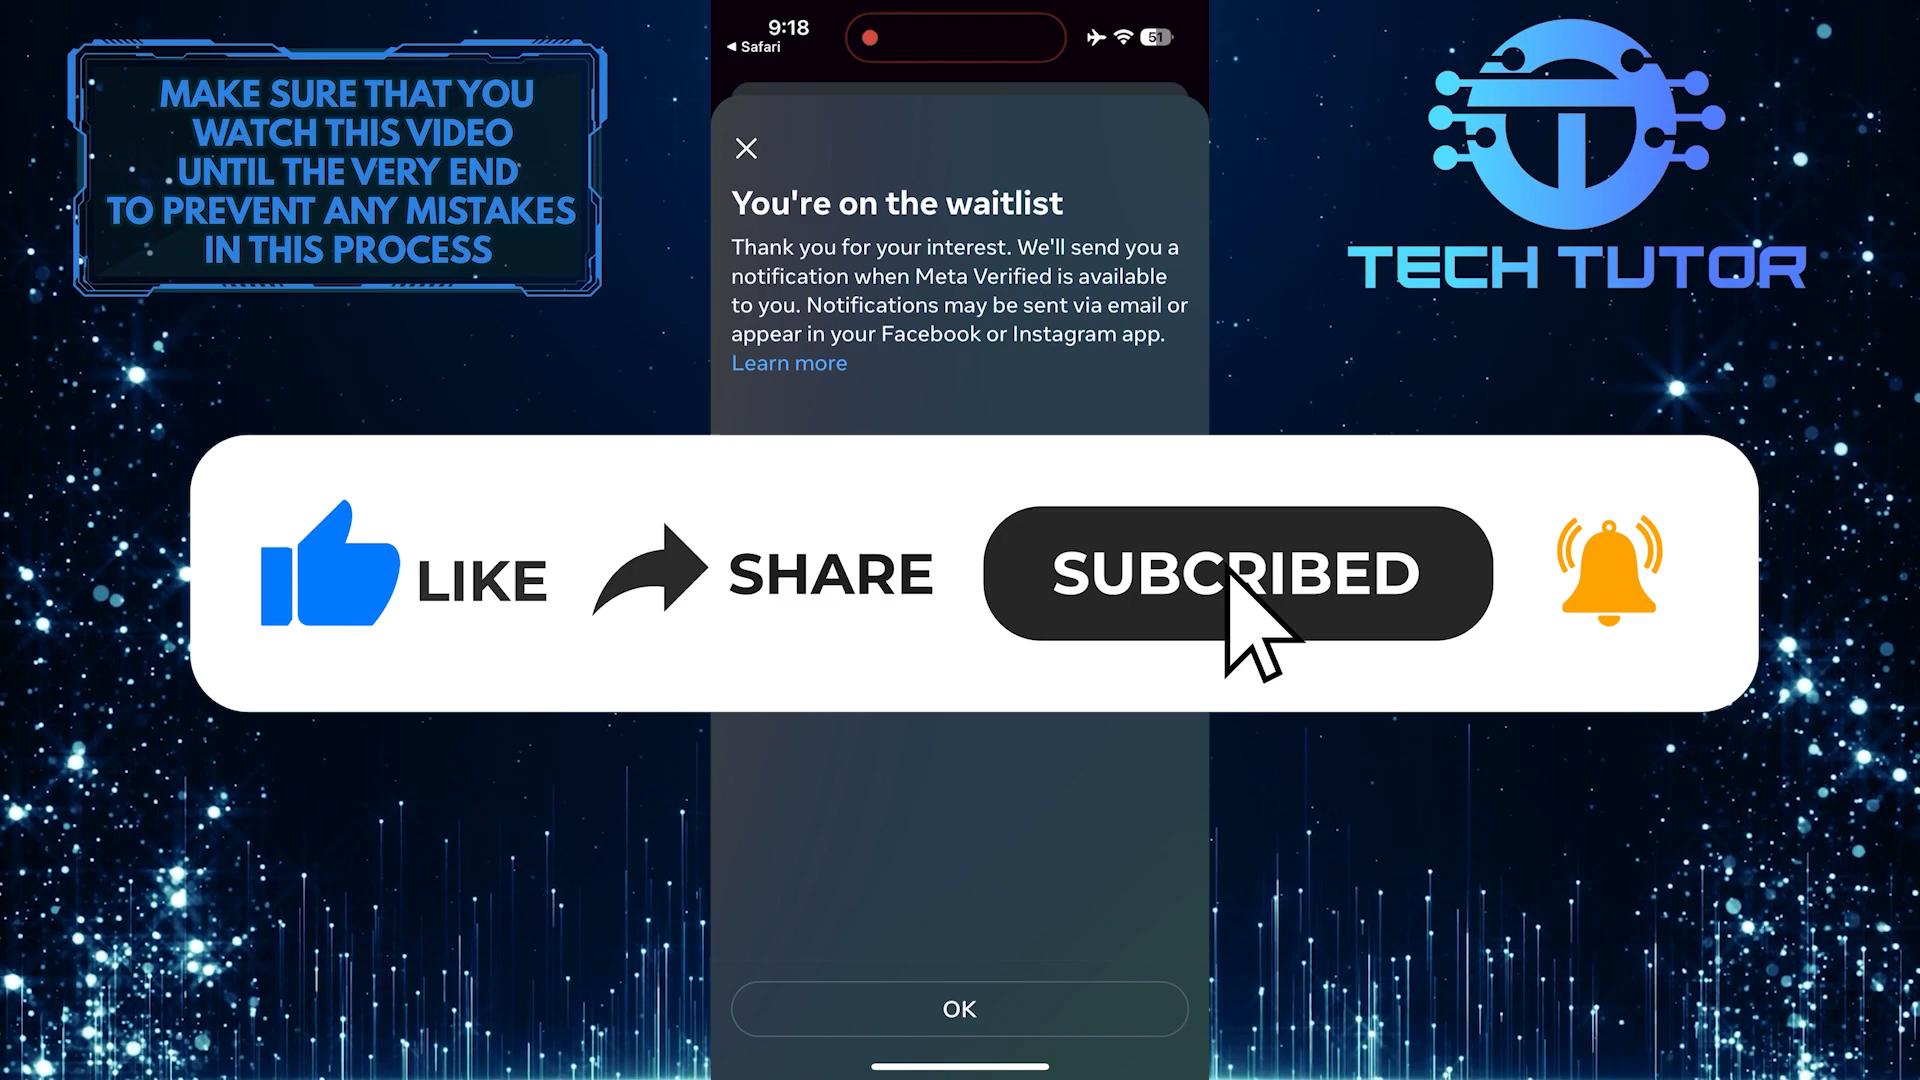 MAKE SURE THAT YOU
WATCH THIS VIDEO
UNTIL THE VERY END
TO PREVENT ANY MISTAKES
IN THIS PROCESS
9:18
Safari
51
You're on the waitlist
Thank you for your interest. We'll send you a
notification when Meta Verified is available
to you. Notifications may be sent via email or
appear in your Facebook or Instagram app.
Learn more
TECH TUTOR
LIKE
SHARE
SUBCRIBED
OK